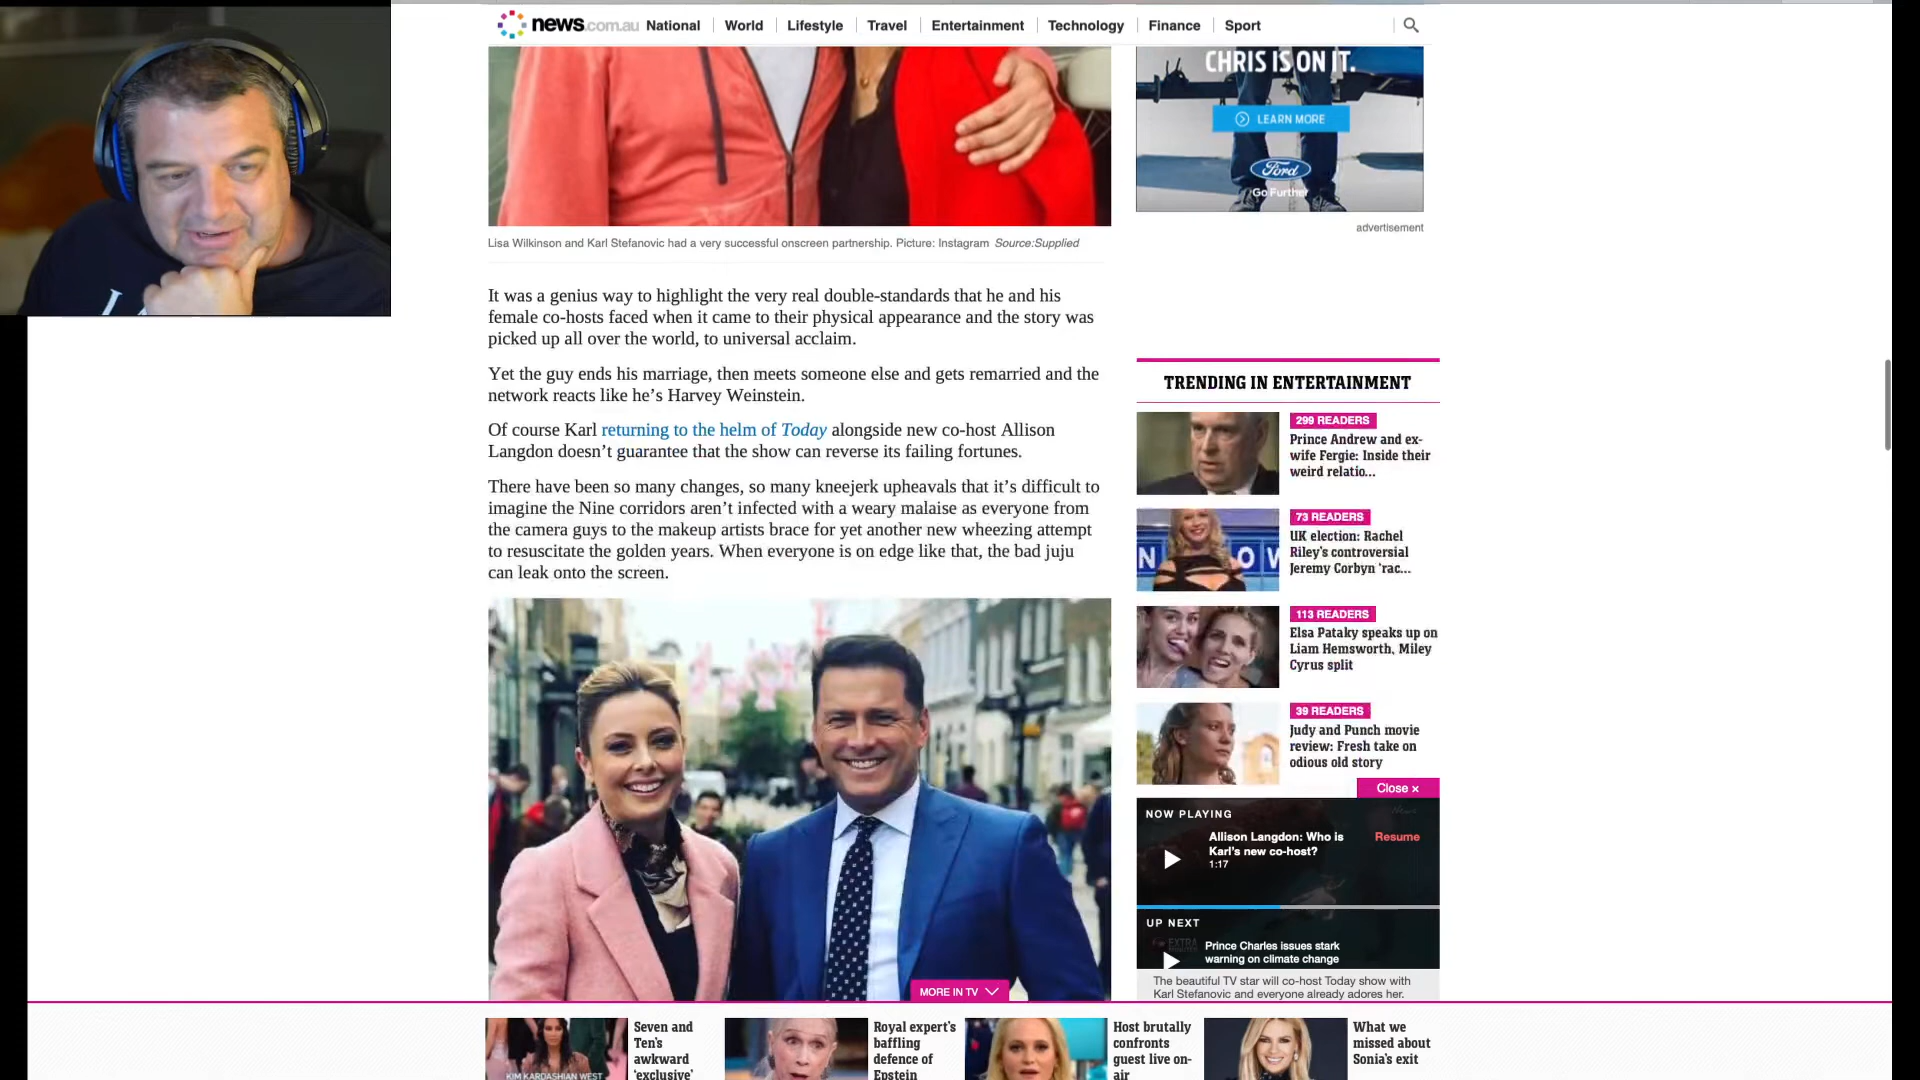 news.com.au National World Lifestyle Travel Entertainment Technology Finance Sport
CHRIS IS ON IT.
LEARN MORE
Ford
Go Further
advertisement
Lisa Wilkinson and Karl Stefanovic had a very successful onscreen partnership. Picture: Instagram Source:Supplied
It was a genius way to highlight the very real double-standards that he and his
female co-hosts faced when it came to their physical appearance and the story was
picked up all over the world, to universal acclaim.
Yet the guy ends his marriage, then meets someone else and gets remarried and the
network reacts like he’s Harvey Weinstein.
Of course Karl returning to the helm of Today alongside new co-host Allison
Langdon doesn’t guarantee that the show can reverse its failing fortunes.
There have been so many changes, so many kneejerk upheavals that it’s difficult to
imagine the Nine corridors aren’t infected with a weary malaise as everyone from
the camera guys to the makeup artists brace for yet another new wheezing attempt
to resuscitate the golden years. When everyone is on edge like that, the bad juju
can leak onto the screen.
TRENDING IN ENTERTAINMENT
299 READERS
Prince Andrew and ex-
wife Fergie: Inside their
weird relatio...
73 READERS
UK election: Rachel
Riley’s controversial
Jeremy Corbyn ‘rac...
113 READERS
Elsa Pataky speaks up on
Liam Hemsworth, Miley
Cyrus split
39 READERS
Judy and Punch movie
review: Fresh take on
odious old story
Close ×
NOW PLAYING
Allison Langdon: Who is
Karl’s new co-host?
1:17
Resume
UP NEXT
EXTRA
Prince Charles issues stark
warning on climate change
The beautiful TV star will co-host Today show with
Karl Stefanovic and everyone already adores her.
MORE IN TV
KIM KARDASHIAN WEST
Seven and
Ten’s
awkward
‘exclusive’
Royal expert’s
baffling
defence of
Epstein
Host brutally
confronts
guest live on-
air
What we
missed about
Sonia’s exit